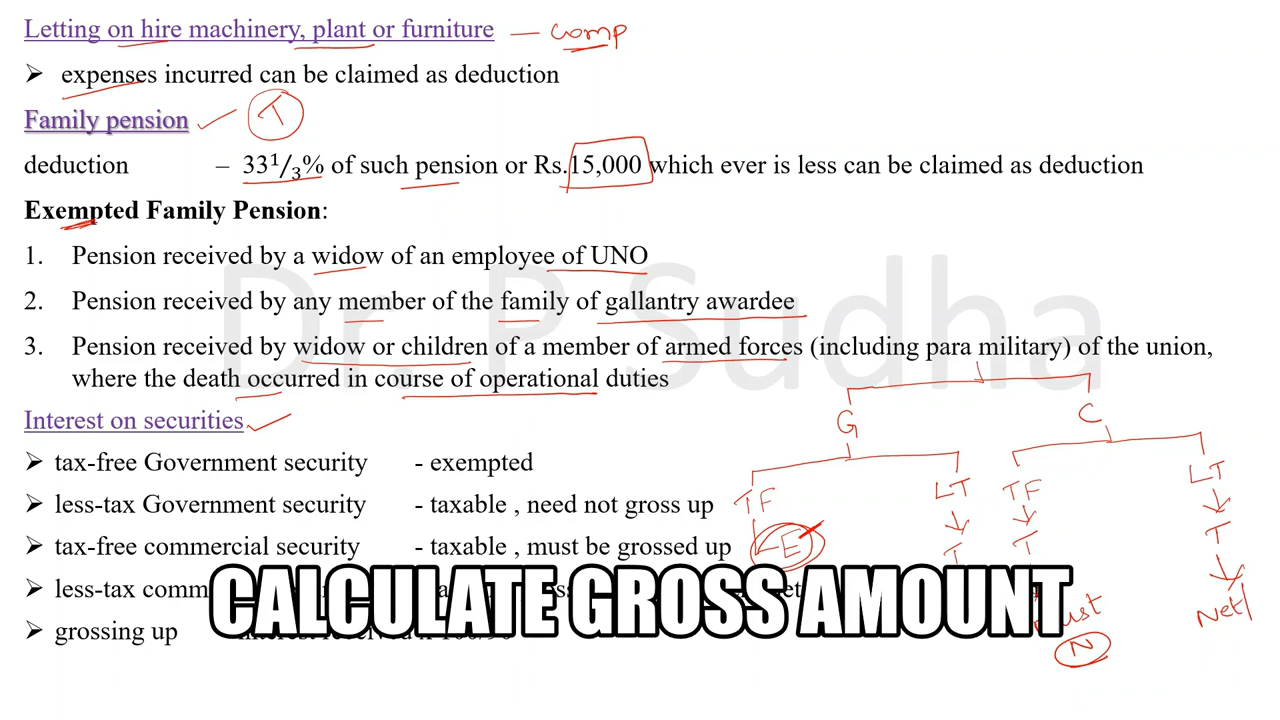 Letting on hire machinery, plant or furniture — comp
➢ expenses incurred can be claimed as deduction
Family pension T
deduction – 33 1/3% of such pension or Rs.15,000 which ever is less can be claimed as deduction
Exempted Family Pension:
1. Pension received by a widow of an employee of UNO
2. Pension received by any member of the family of gallantry awardee
3. Pension received by widow or children of a member of armed forces (including para military) of the union,
where the death occurred in course of operational duties
Dr P Sudha
Interest on securities G C
➢ tax-free Government security - exempted
➢ less-tax Government security - taxable , need not gross up TF LT TF LT
➢ tax-free commercial security - taxable , must be grossed up E T T T
➢ less-tax
CALCULATE GROSS AMOUNT
➢ grossing up
Net
N